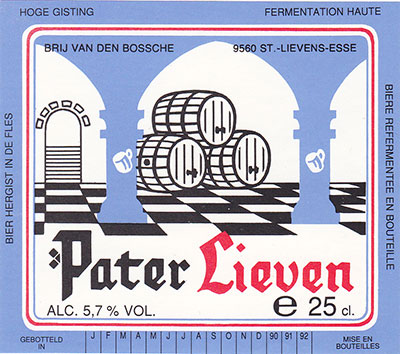 HOGE GISTING
FERMENTATION HAUTE
BRIJ VAN DEN BOSSCHE
9560 ST.-LIEVENS-ESSE
BIER HERGIST IN DE FLES
BIERE REFERMENTEE EN BOUTEILLE
Pater Lieven
ALC. 5,7 % VOL.
e 25 cl.
GEBOTTELD
IN
J F M A M J J A S O N D 90 91 92
MISE EN
BOUTEILLES